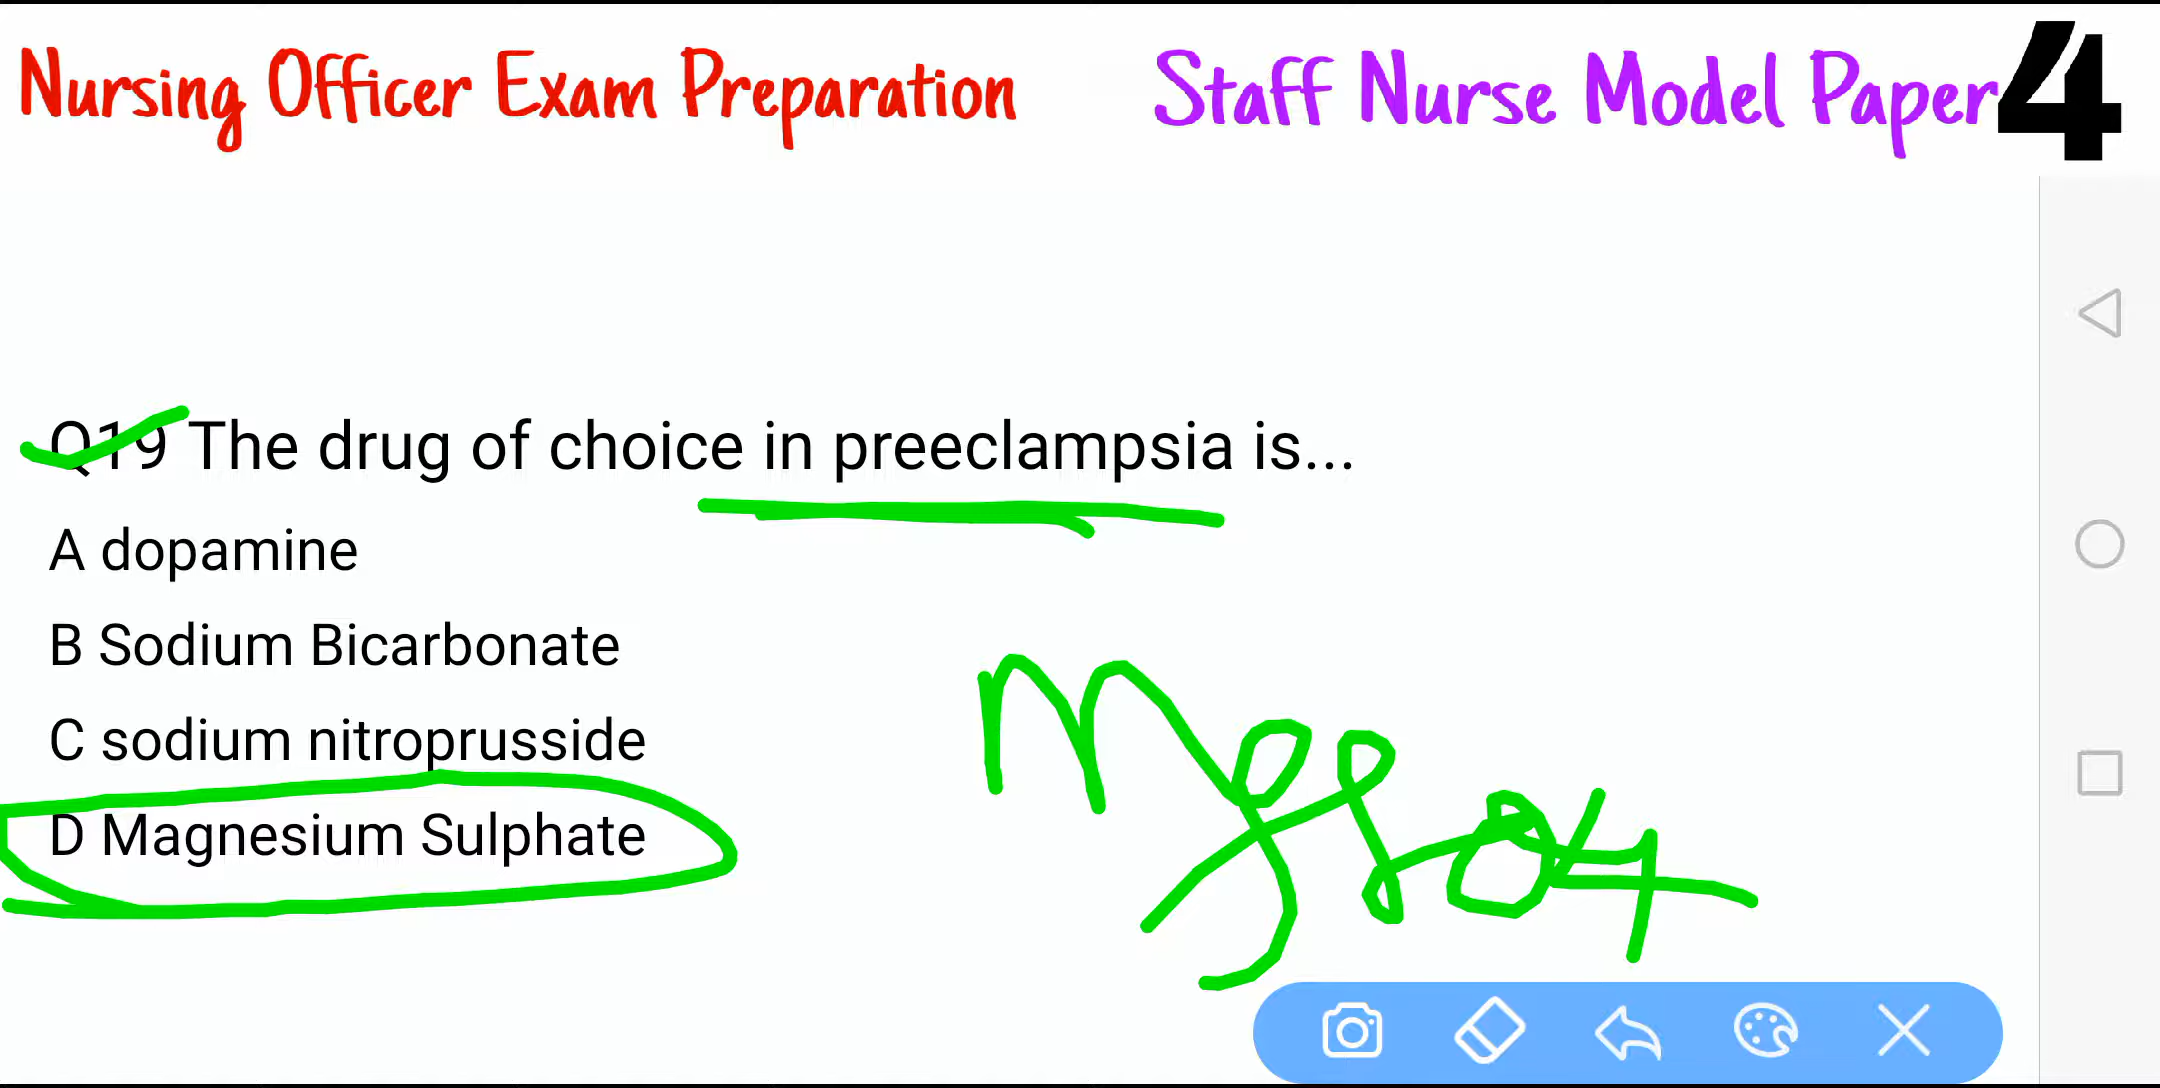 Nursing Officer Exam Preparation Staff Nurse Model Paper 4
Q19 The drug of choice in preeclampsia is...
A dopamine
B Sodium Bicarbonate
C sodium nitroprusside
D Magnesium Sulphate
MgSO4